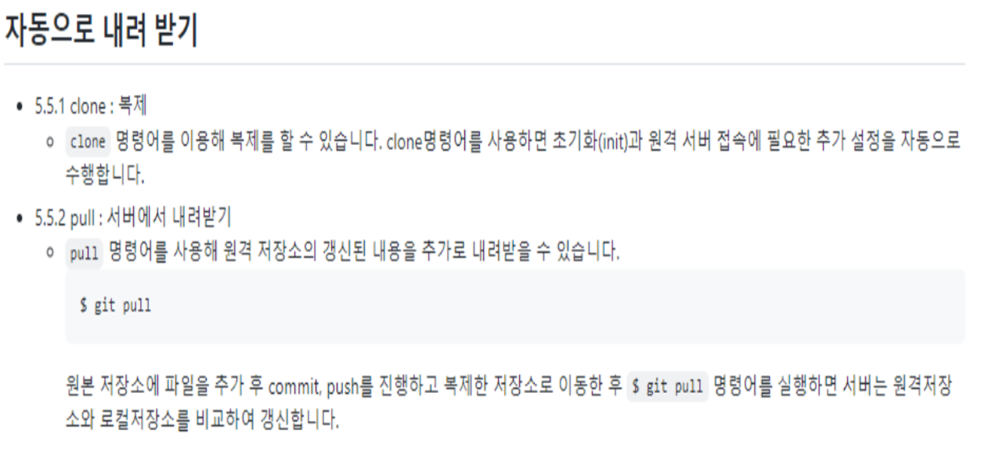 자동으로 내려 받기
5.5.1 clone : 복제
clone 명령어를 이용해 복제를 할 수 있습니다. clone명령어를 사용하면 초기화(init)과 원격 서버 접속에 필요한 추가 설정을 자동으로
수행합니다.
5.5.2 pull : 서버에서 내려받기
pull 명령어를 사용해 원격 저장소의 갱신된 내용을 추가로 내려받을 수 있습니다.
$ git pull
원본 저장소에 파일을 추가 후 commit, push를 진행하고 복제한 저장소로 이동한 후 $ git pull 명령어를 실행하면 서버는 원격저장
소와 로컬저장소를 비교하여 갱신합니다.